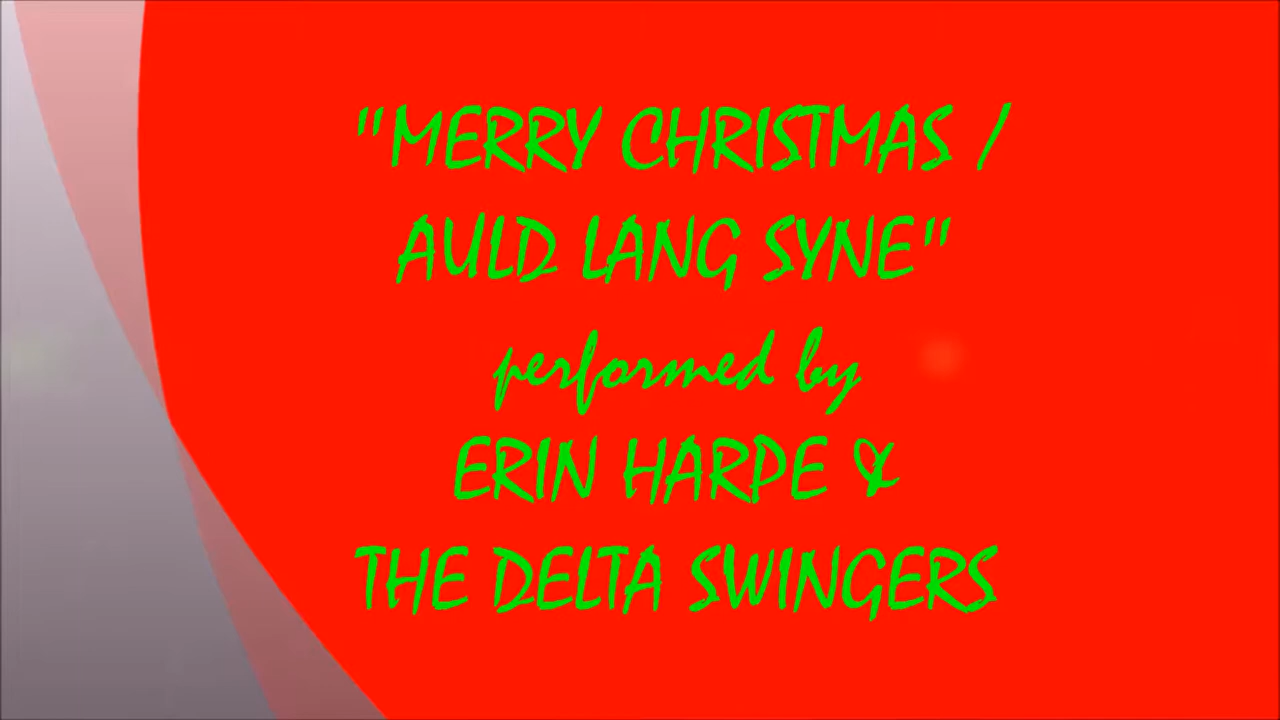 "MERRY CHRISTMAS /
AULD LANG SYNE"
performed by
ERIN HARPE &
THE DELTA SWINGERS